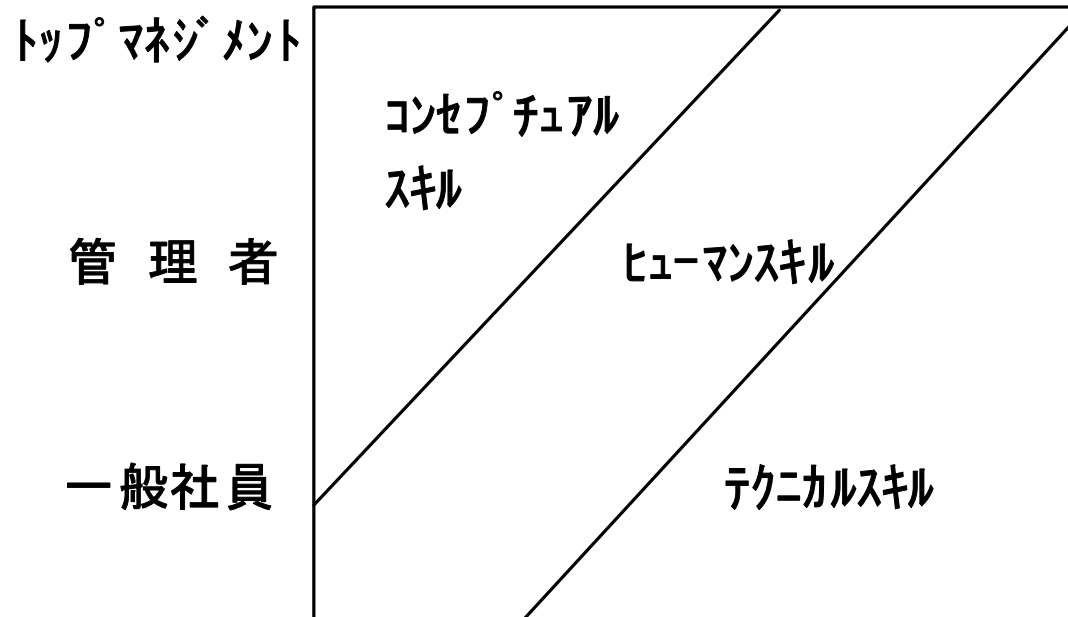 ﾄｯﾌﾟﾏﾈｼﾞﾒﾝﾄ
ｺﾝｾﾌﾟﾁｭｱﾙ
ｽｷﾙ
管 理 者
ﾋｭｰﾏﾝｽｷﾙ
一般社員
ﾃｸﾆｶﾙｽｷﾙ